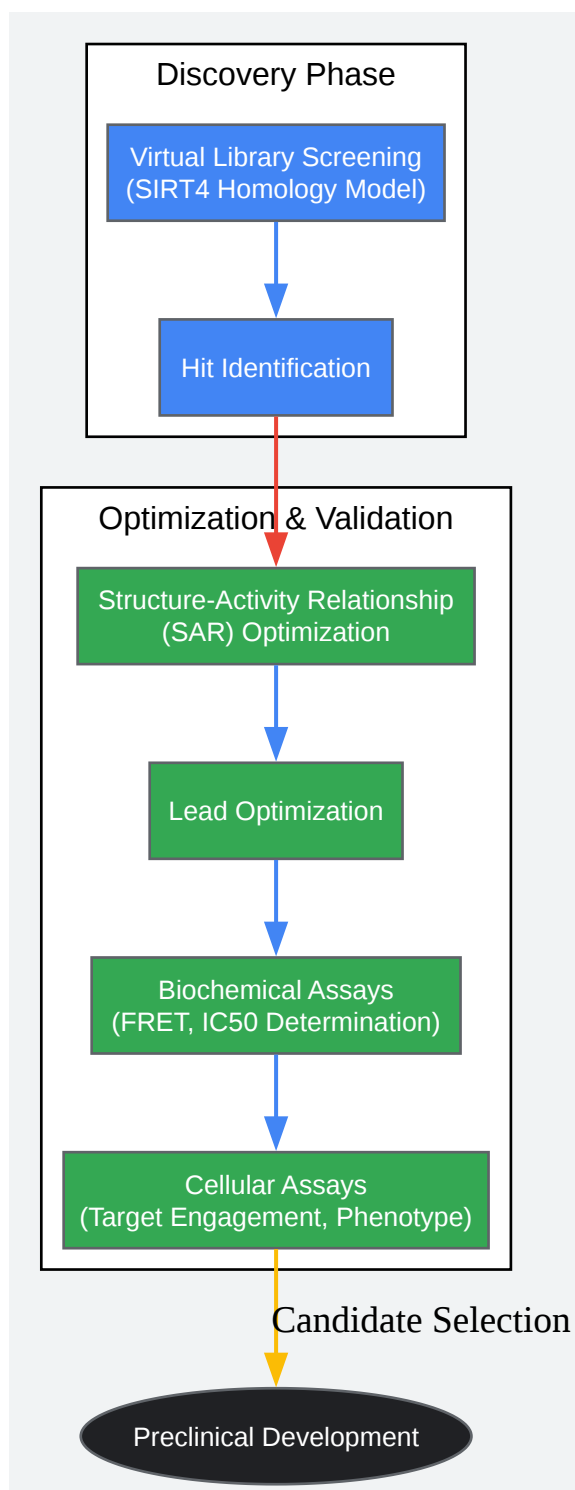 Discovery Phase
Virtual Library Screening
(SIRT4 Homology Model)
Hit Identification
Optimization & Validation
Structure-Activity Relationship
(SAR) Optimization
Lead Optimization
Biochemical Assays
(FRET, IC50 Determination)
Cellular Assays
(Target Engagement, Phenotype)
Candidate Selection
Preclinical Development